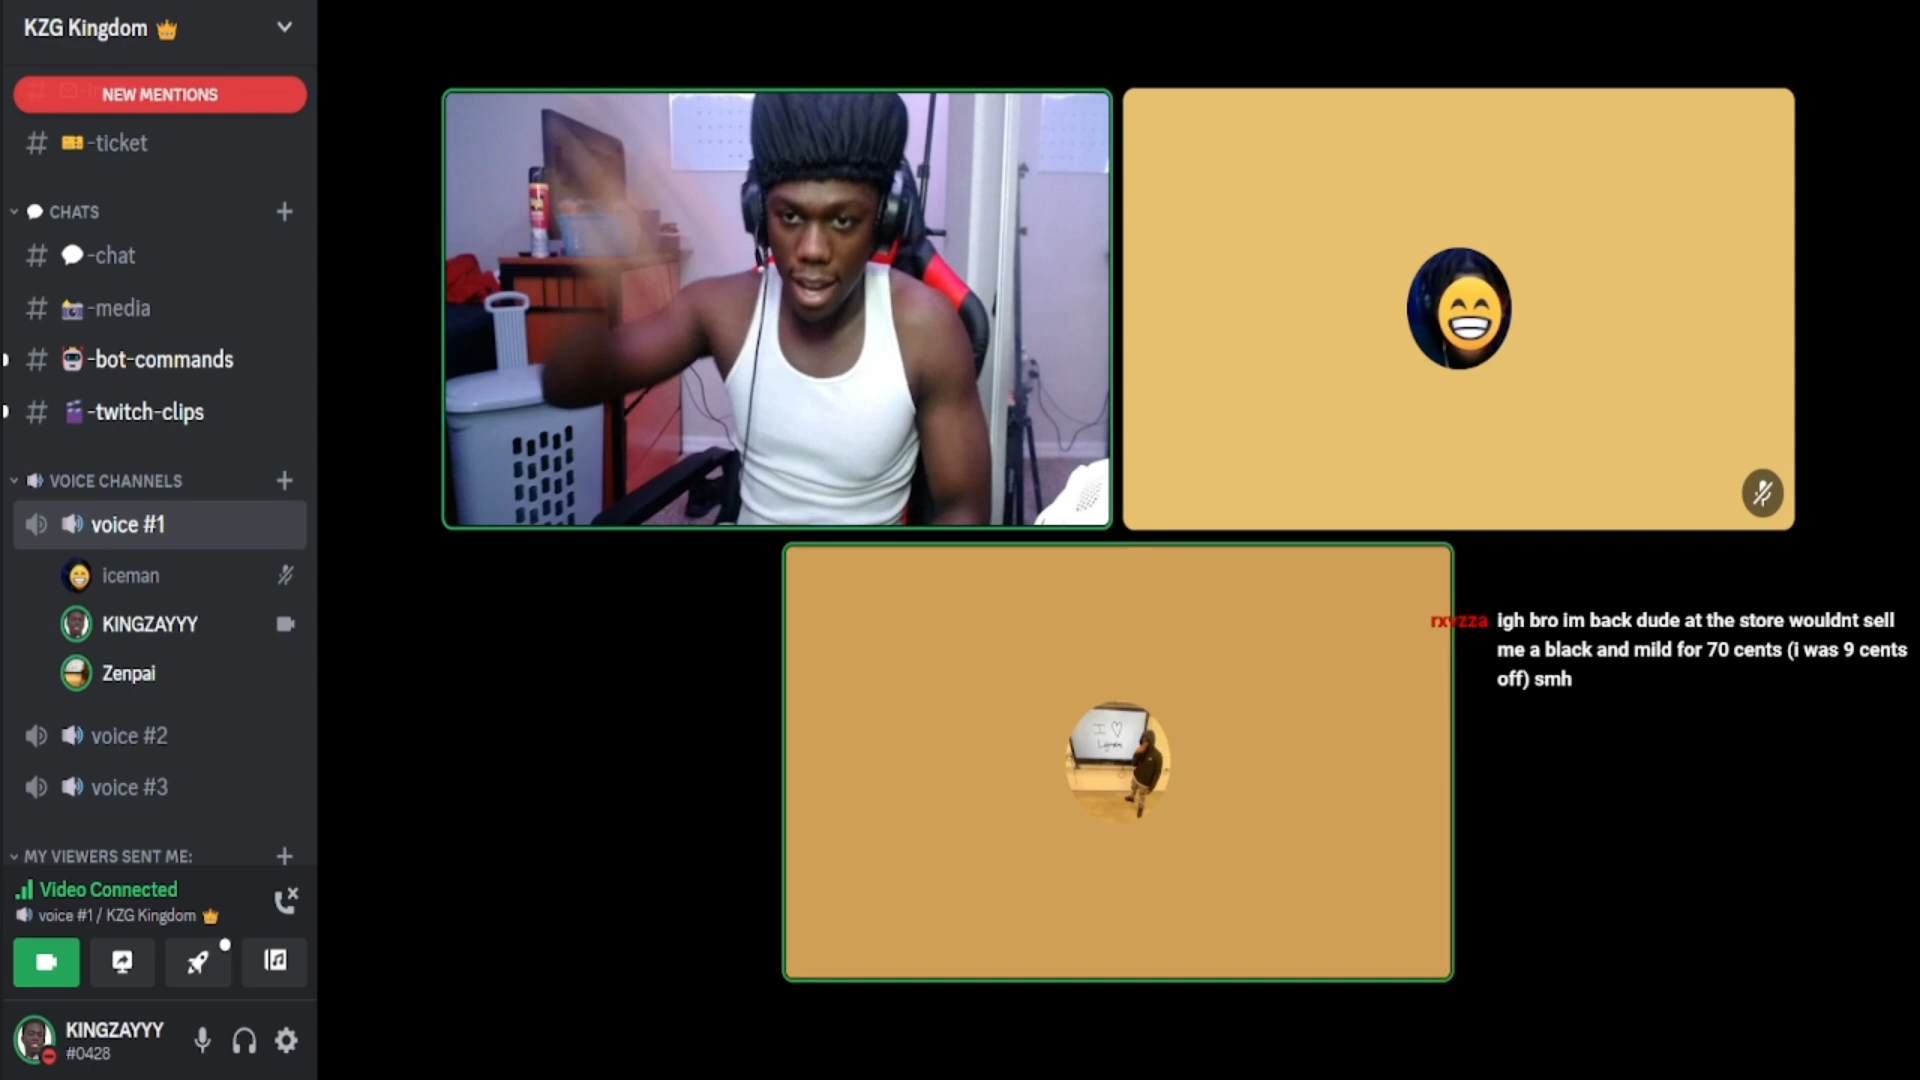 KZG Kingdom
NEW MENTIONS
-ticket
CHATS
-chat
-media
-bot-commands
-twitch-clips
VOICE CHANNELS
voice #1
iceman
KINGZAYYY
Zenpai
voice #2
voice #3
MY VIEWERS SENT ME:
Video Connected
voice #1 / KZG Kingdom
KINGZAYYY
#0428
I ♡
igh bro im back dude at the store wouldnt sell
me a black and mild for 70 cents (i was 9 cents
off) smh